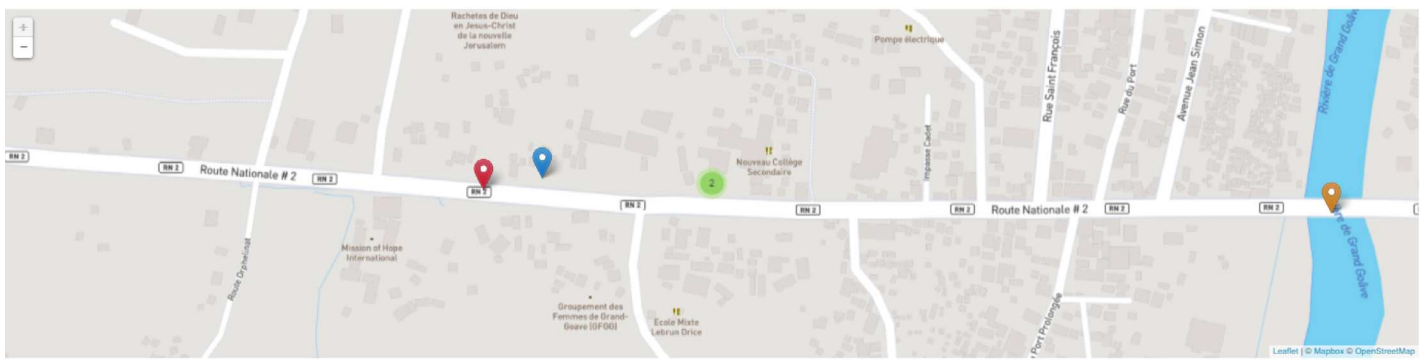 +
−
Rachetes de Dieu
en Jesus-Christ
de la nouvelle
Jerusalem
Pompe électrique
Rue Saint François
Rue du Port
Avenue Jean Simon
Rivière de Grand Goâve
RN 2
RN 2
Route Nationale # 2
RN 2
RN 2
RN 2
2
Nouveau Collège
Secondaire
Impasse Cadet
RN 2
RN 2
Route Nationale # 2
RN 2
RN 2
Route Orphelinat
Mission of Hope
International
Groupement des
Femmes de Grand-
Goave (GFGG)
Ecole Mixte
Lebrun Drice
Port Prolongée
de Grand Goâve
Leaflet | © Mapbox © OpenStreetMap